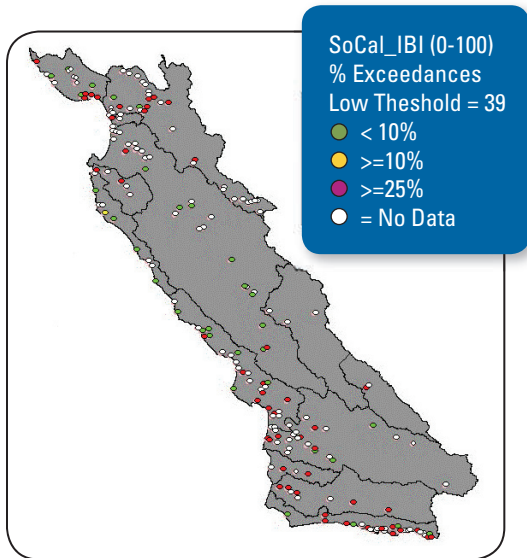 SoCal_IBI (0-100)
% Exceedances
Low Theshold = 39
< 10%
>=10%
>=25%
= No Data